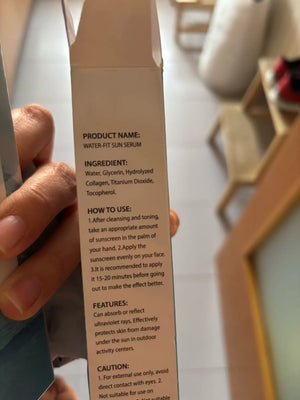 PRODUCT NAME:
WATER-FIT SUN SERUM
INGREDIENT:
Water, Glycerin, Hydrolyzed
Collagen, Titanium Dioxide,
Tocopherol.
HOW TO USE:
1.After cleansing and toning,
take an appropriate amount
of sunscreen in the palm of
your hand. 2.Apply the
sunscreen evenly on your face.
3.It is recommended to apply
it 15-20 minutes before going
out to make the effect better.
FEATURES:
Can absorb or reflect
ultraviolet rays. Effectively
protects skin from damage
under the sun in outdoor
activity centers.
CAUTION:
1. For external use only, avoid
direct contact with eyes. 2.
Not suitable for use on
Not suitable